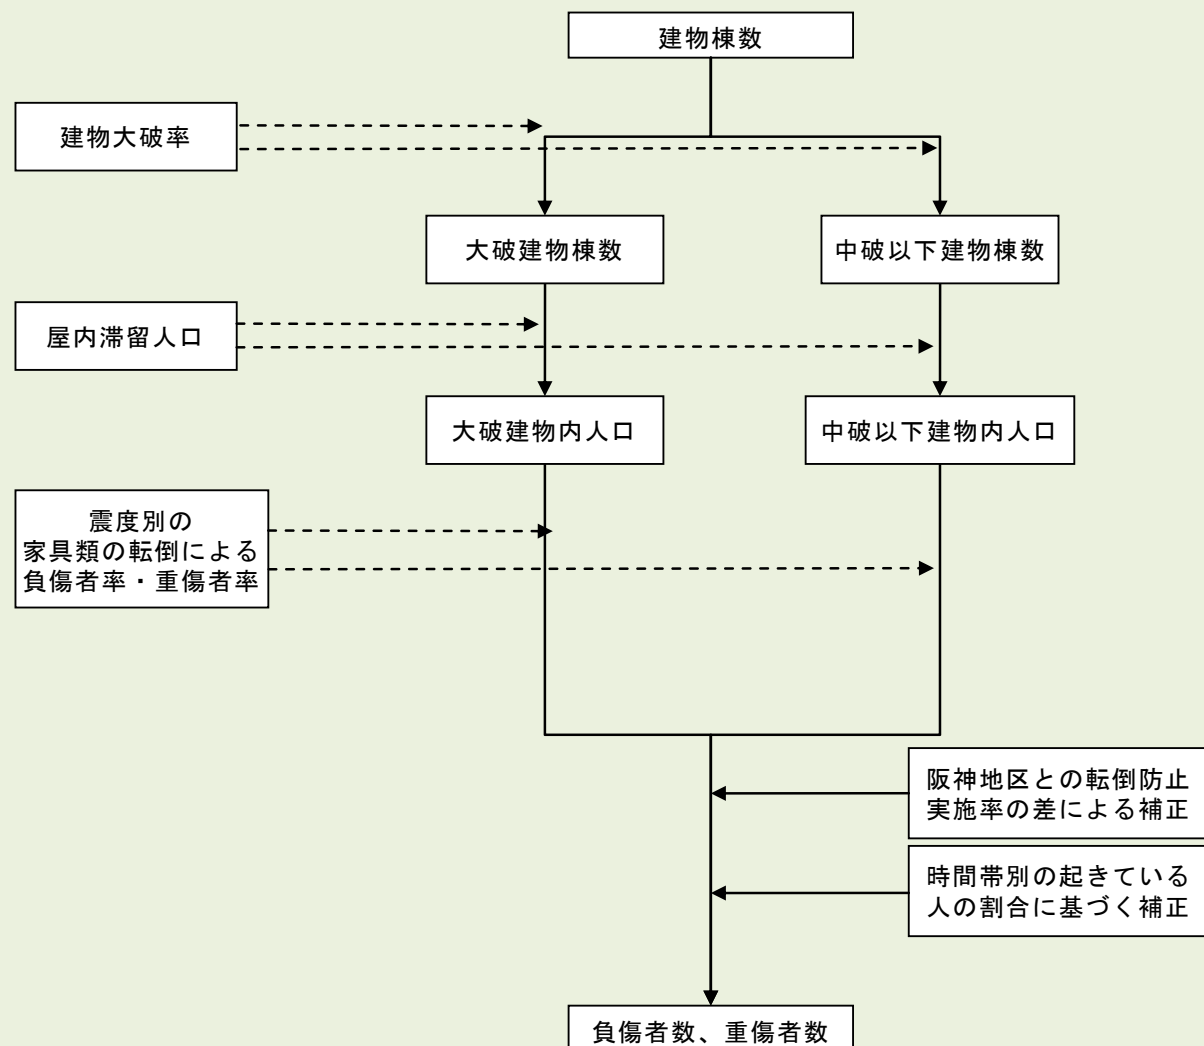 建物棟数
建物大破率
大破建物棟数
中破以下建物棟数
屋内滞留人口
大破建物内人口
中破以下建物内人口
震度別の
家具類の転倒による
負傷者率・重傷者率
阪神地区との転倒防止
実施率の差による補正
時間帯別の起きている
人の割合に基づく補正
負傷者数、重傷者数